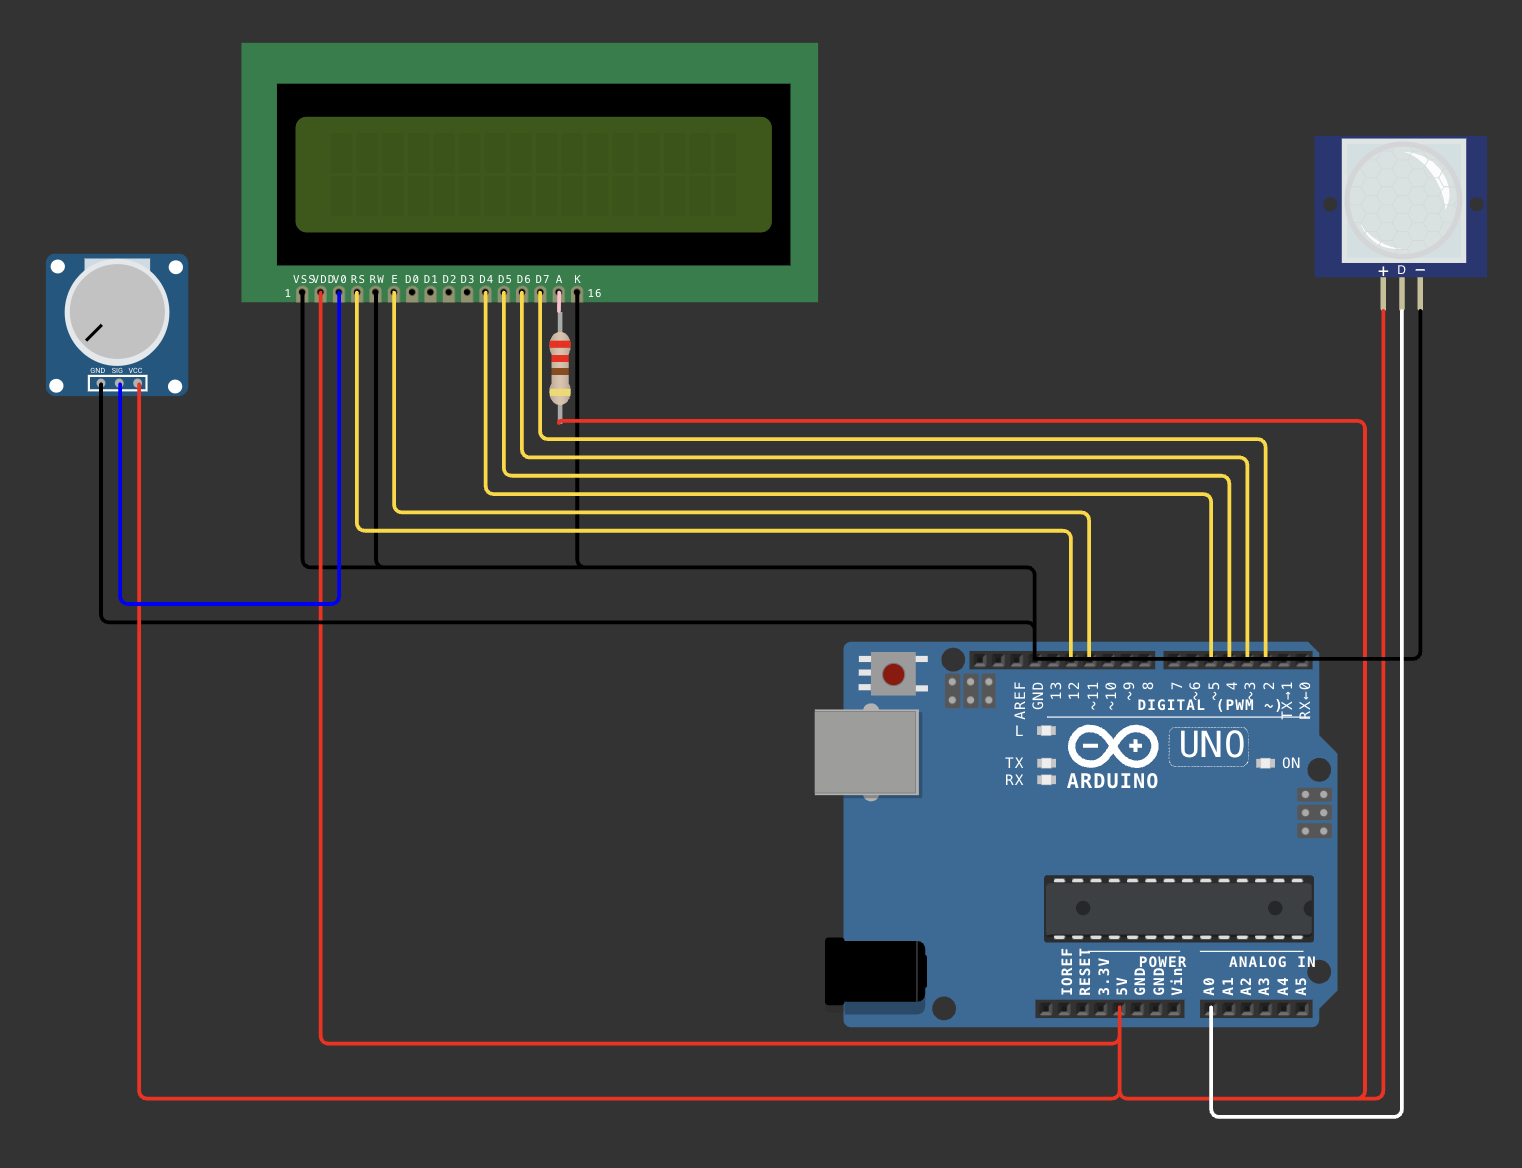 VSS VDD V0 RS RW E D0 D1 D2 D3 D4 D5 D6 D7 A K
1 16
+ D −
GND SIG VCC
AREF GND 13 12 ~11 ~10 ~9 8 7 ~6 ~5 4 ~3 2 TX→1 RX←0
DIGITAL (PWM ~)
L
UNO
TX
ON
RX
ARDUINO
IOREF RESET 3.3V 5V GND GND Vin
POWER
ANALOG IN
A0 A1 A2 A3 A4 A5